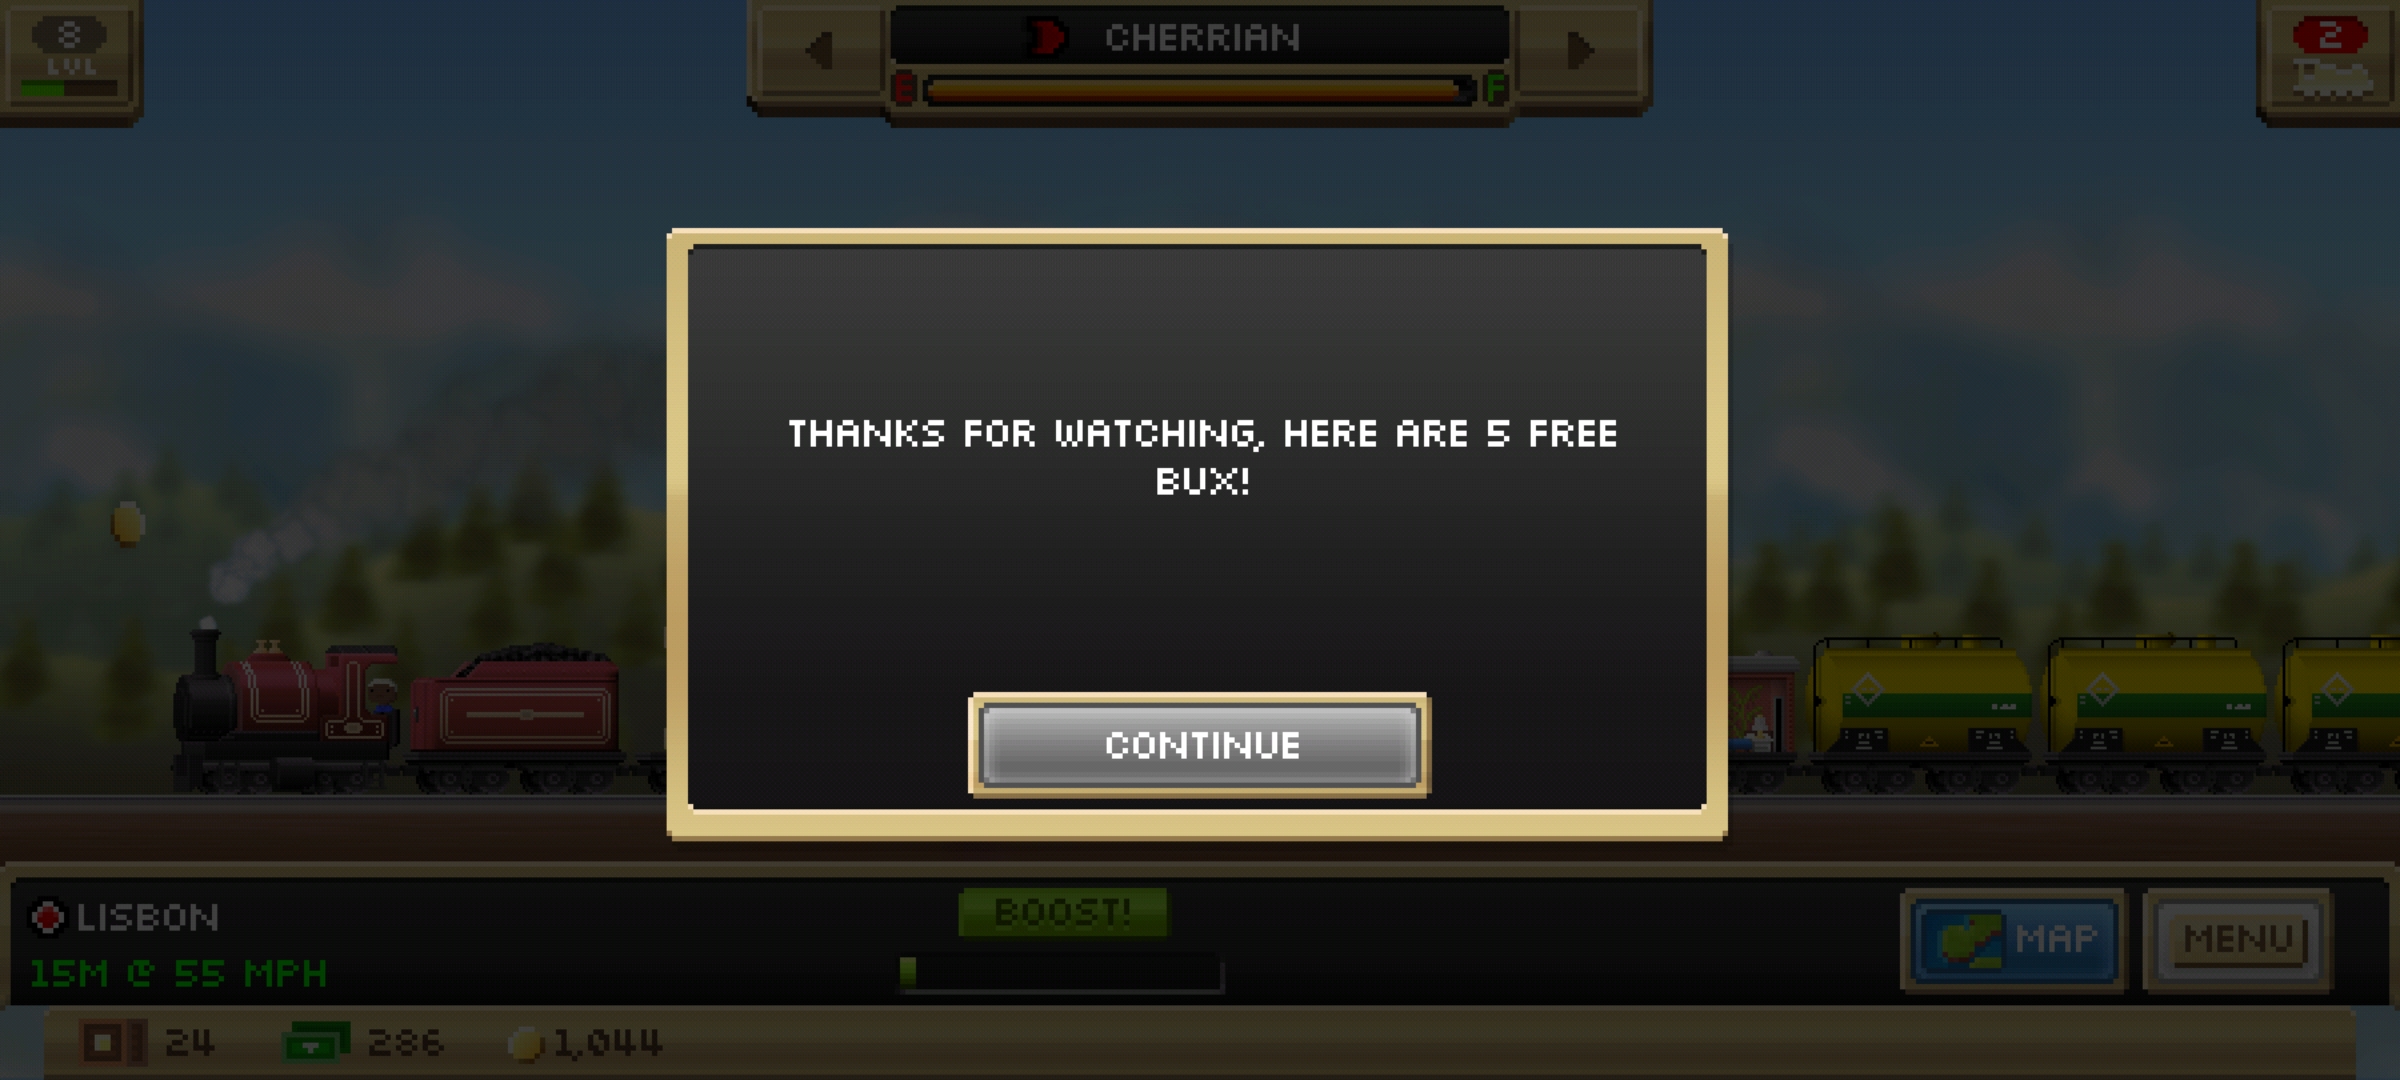 8
LVL
CHERRIAN
E F
2
THANKS FOR WATCHING, HERE ARE 5 FREE
BUX!
CONTINUE
LISBON
15M @ 55 MPH
BOOST!
MAP
MENU
24 286 1,044